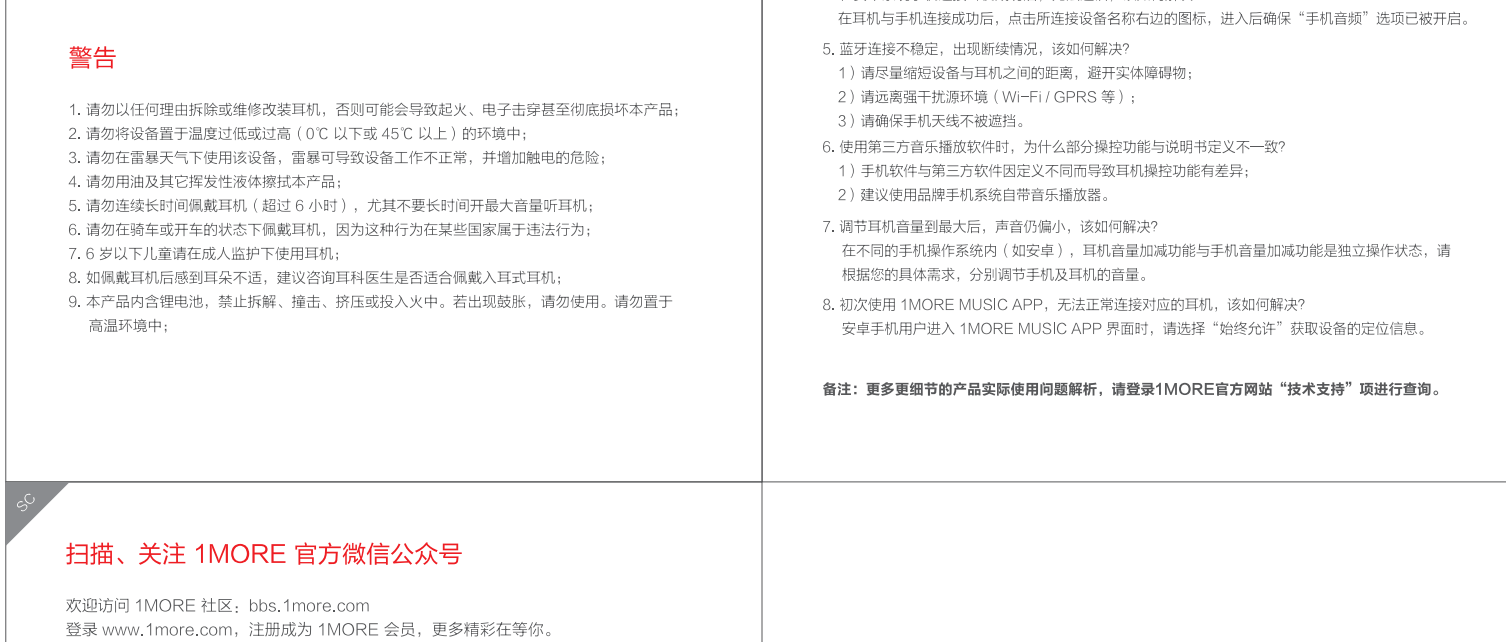 警告
1. 请勿以任何理由拆除或维修改装耳机，否则可能会导致起火、电子击穿甚至彻底损坏本产品；
2. 请勿将设备置于温度过低或过高（0℃ 以下或 45℃ 以上）的环境中；
3. 请勿在雷暴天气下使用该设备，雷暴可导致设备工作不正常，并增加触电的危险；
4. 请勿用油及其它挥发性液体擦拭本产品；
5. 请勿连续长时间佩戴耳机（超过 6 小时），尤其不要长时间开最大音量听耳机；
6. 请勿在骑车或开车的状态下佩戴耳机，因为这种行为在某些国家属于违法行为；
7. 6 岁以下儿童请在成人监护下使用耳机；
8. 如佩戴耳机后感到耳朵不适，建议咨询耳科医生是否适合佩戴入耳式耳机；
9. 本产品内含锂电池，禁止拆解、撞击、挤压或投入火中。若出现鼓胀，请勿使用。请勿置于
高温环境中；
在耳机与手机连接成功后，点击所连接设备名称右边的图标，进入后确保“手机音频”选项已被开启。
5. 蓝牙连接不稳定，出现断续情况，该如何解决？
1）请尽量缩短设备与耳机之间的距离，避开实体障碍物；
2）请远离强干扰源环境（Wi-Fi / GPRS 等）；
3）请确保手机天线不被遮挡。
6. 使用第三方音乐播放软件时，为什么部分操控功能与说明书定义不一致？
1）手机软件与第三方软件因定义不同而导致耳机操控功能有差异；
2）建议使用品牌手机系统自带音乐播放器。
7. 调节耳机音量到最大后，声音仍偏小，该如何解决？
在不同的手机操作系统内（如安卓），耳机音量加减功能与手机音量加减功能是独立操作状态，请
根据您的具体需求，分别调节手机及耳机的音量。
8. 初次使用 1MORE MUSIC APP，无法正常连接对应的耳机，该如何解决？
安卓手机用户进入 1MORE MUSIC APP 界面时，请选择“始终允许”获取设备的定位信息。
备注：更多更细节的产品实际使用问题解析，请登录1MORE官方网站“技术支持”项进行查询。
SC
扫描、关注 1MORE 官方微信公众号
欢迎访问 1MORE 社区：bbs.1more.com
登录 www.1more.com，注册成为 1MORE 会员，更多精彩在等你。